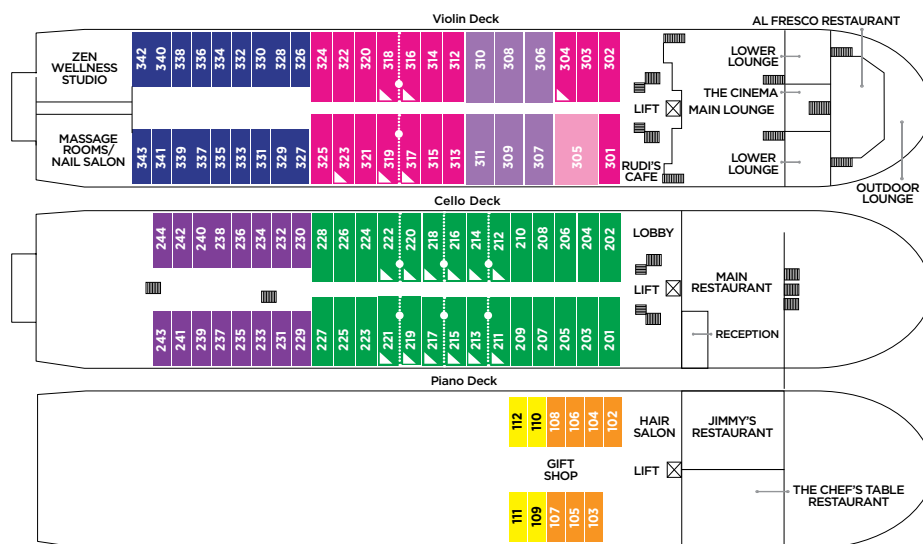 Violin Deck
AL FRESCO RESTAURANT
ZEN
WELLNESS
STUDIO
342 340 338 336 334 332 330 328 326 324 322 320 318 316 314 312 310 308 306 304 303 302
LOWER
LOUNGE
THE CINEMA
LIFT
MAIN LOUNGE
MASSAGE
ROOMS/
NAIL SALON
343 341 339 337 335 333 331 329 327 325 323 321 319 317 315 313 311 309 307 305 301
RUDI'S
CAFE
LOWER
LOUNGE
OUTDOOR
LOUNGE
Cello Deck
244 242 240 238 236 234 232 230 228 226 224 222 220 218 216 214 212 210 208 206 204 202
LOBBY
LIFT
MAIN
RESTAURANT
243 241 239 237 235 233 231 229 227 225 223 221 219 217 215 213 211 209 207 205 203 201
RECEPTION
Piano Deck
112 110 108 106 104 102
HAIR
SALON
JIMMY'S
RESTAURANT
GIFT
SHOP
LIFT
111 109 107 105 103
THE CHEF'S TABLE
RESTAURANT